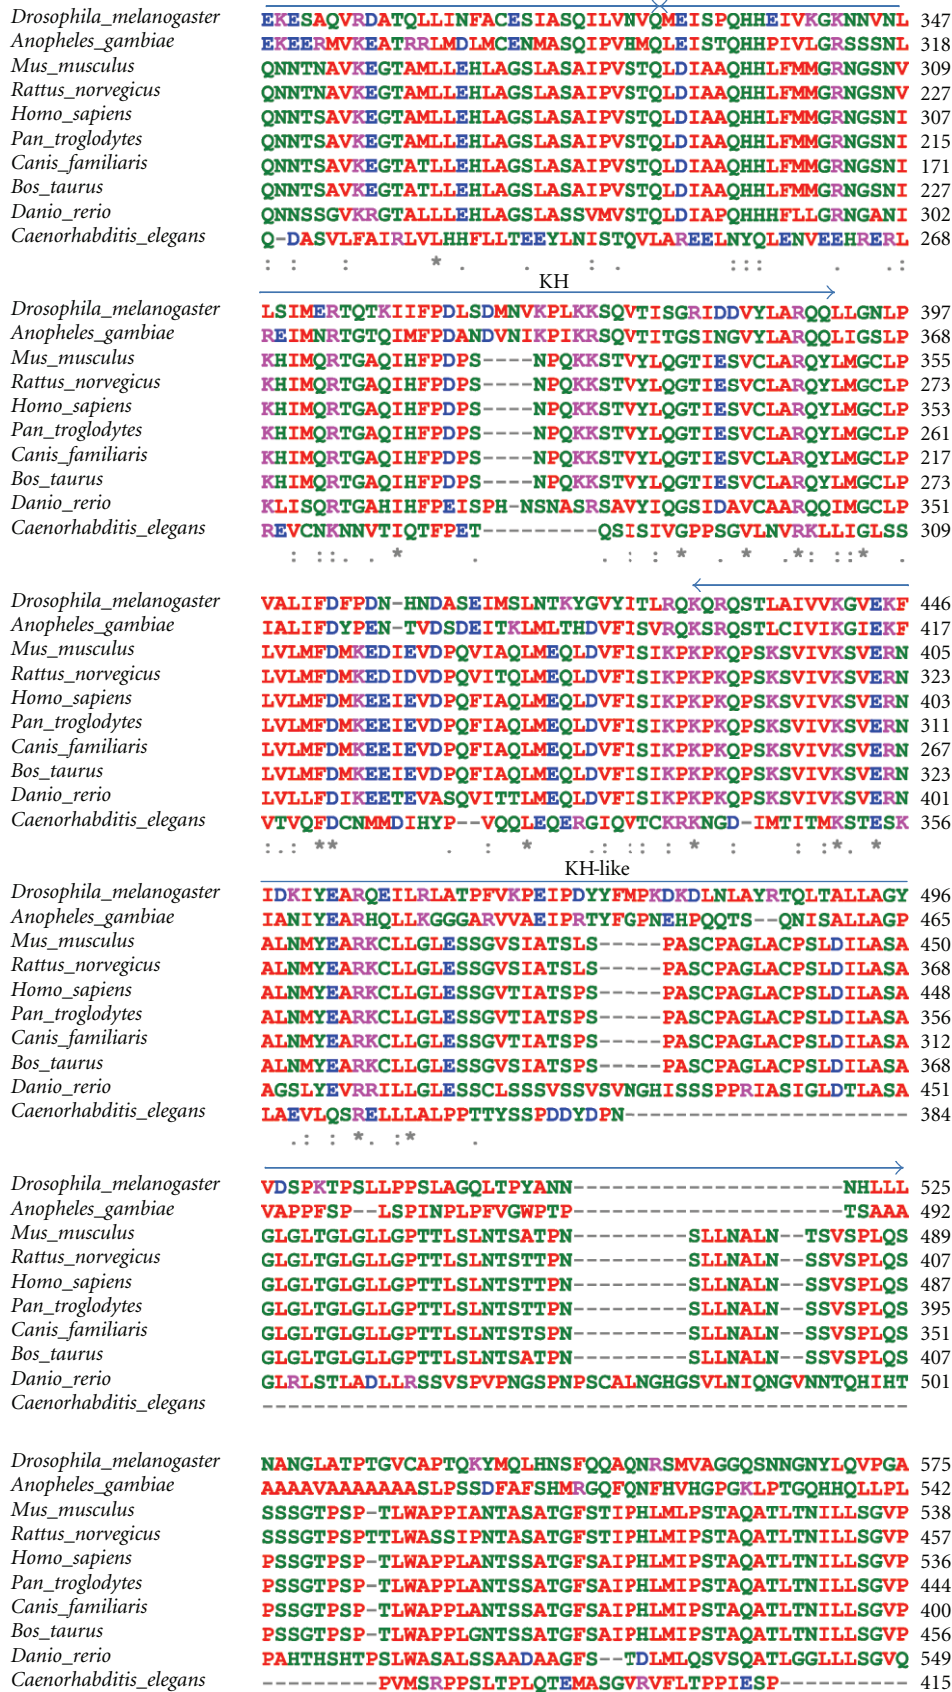 Drosophila_melanogaster EKESAQVRDATQLLINFACESIASQILVNVQMEISPQHHEIVKGKNNVNL 347
Anopheles_gambiae EKEERMVKEATRRLMDLMCENMASQIPVHMQLEISTQHHPIVLGRSSSNL 318
Mus_musculus QNNTNAVKEGTAMLLEHLAGSLASAIPVSTQLDIAAQHHLFMMGRNGSNV 309
Rattus_norvegicus QNNTNAVKEGTAMLLEHLAGSLASAIPVSTQLDIAAQHHLFMMGRNGSNV 227
Homo_sapiens QNNTSAVKEGTAMLLEHLAGSLASAIPVSTQLDIAAQHHLFMMGRNGSNI 307
Pan_troglodytes QNNTSAVKEGTAMLLEHLAGSLASAIPVSTQLDIAAQHHLFMMGRNGSNI 215
Canis_familiaris QNNTSAVKEGTATLLEHLAGSLASAIPVSTQLDIAAQHHLFMMGRNGSNI 171
Bos_taurus QNNTSAVKEGTATLLEHLAGSLASAIPVSTQLDIAAQHHLFMMGRNGSNI 227
Danio_rerio QNNSSGVKRGTALLLEHLAGSLASSVMVSTQLDIAPQHHHFLLGRNGANI 302
Caenorhabditis_elegans Q-DASVLFAIRLVLHHFLLTEEYLNISTQVLAREELNYQLENVEEHRERL 268
: : : * . . : . ::: . .:
KH
Drosophila_melanogaster LSIMERTQTKIIFPDLSDMNVKPLKKSQVTISGRIDDVYLARQQLLGNLP 397
Anopheles_gambiae REIMNRTGTQIMFPDANDVNIKPIKRSQVTITGSINGVYLARQQLIGSLP 368
Mus_musculus KHIMQRTGAQIHFPDPS----NPQKKSTVYLQGTIESVCLARQYLMGCLP 355
Rattus_norvegicus KHIMQRTGAQIHFPDPS----NPQKKSTVYLQGTIESVCLARQYLMGCLP 273
Homo_sapiens KHIMQRTGAQIHFPDPS----NPQKKSTVYLQGTIESVCLARQYLMGCLP 353
Pan_troglodytes KHIMQRTGAQIHFPDPS----NPQKKSTVYLQGTIESVCLARQYLMGCLP 261
Canis_familiaris KHIMQRTGAQIHFPDPS----NPQKKSTVYLQGTIESVCLARQYLMGCLP 217
Bos_taurus KHIMQRTGAQIHFPDPS----NPQKKSTVYLQGTIESVCLARQYLMGCLP 273
Danio_rerio KLISQRTGAHIHFPEISPH-NSNASRSAVYIQGSIDAVCAARQQIMGCLP 351
Caenorhabditis_elegans REVCNKNNVTIQTFPET---------QSISIVGPPSGVLNVRKLLIGLSS 309
: :: . * . . : : * * .* : ::* .
Drosophila_melanogaster VALIFDFPDN-HNDASEIMSLNTKYGVYITLRQKQRQSTLAIVVKGVEKF 446
Anopheles_gambiae IALIFDYPEN-TVDSDEITKLMLTHDVFISVRQKSRQSTLCIVIKGIEKF 417
Mus_musculus LVLMFDMKEDIEVDPQVIAQLMEQLDVFISIKPKPKQPSKSVIVKSVERN 405
Rattus_norvegicus LVLMFDMKEDIDVDPQVITQLMEQLDVFISIKPKPKQPSKSVIVKSVERN 323
Homo_sapiens LVLMFDMKEEIEVDPQFIAQLMEQLDVFISIKPKPKQPSKSVIVKSVERN 403
Pan_troglodytes LVLMFDMKEEIEVDPQFIAQLMEQLDVFISIKPKPKQPSKSVIVKSVERN 311
Canis_familiaris LVLMFDMKEEIEVDPQFIAQLMEQLDVFISIKPKPKQPSKSVIVKSVERN 267
Bos_taurus LVLMFDMKEEIEVDPQFIAQLMEQLDVFISIKPKPKQPSKSVIVKSVERN 323
Danio_rerio LVLLFDIKEETEVASQVITTLMEQLDVFISIKPKPKQPSKSVIVKSVERN 401
Caenorhabditis_elegans VTVQFDCNMMDIHYP--VQQLEQERGIQVTCKRKNGD-IMTITMKSTESK 356
:.: ** . : * .: : : * : : :* *
KH-like
Drosophila_melanogaster IDKIYEARQEILRLATPFVKPEIPDYYFMPKDKDLNLAYRTQLTALLAGY 496
Anopheles_gambiae IANIYEARHQLLKGGGARVVAEIPRTYFGPNEHPQQTS--QNISALLAGP 465
Mus_musculus ALNMYEARKCLLGLESSGVSIATSLS-----PASCPAGLACPSLDILASA 450
Rattus_norvegicus ALNMYEARKCLLGLESSGVSIATSLS-----PASCPAGLACPSLDILASA 368
Homo_sapiens ALNMYEARKCLLGLESSGVTIATSPS-----PASCPAGLACPSLDILASA 448
Pan_troglodytes ALNMYEARKCLLGLESSGVTIATSPS-----PASCPAGLACPSLDILASA 356
Canis_familiaris ALNMYEARKCLLGLESSGVTIATSPS-----PASCPAGLACPSLDILASA 312
Bos_taurus ALNMYEARKCLLGLESSGVSIATSPS-----PASCPAGLACPSLDILASA 368
Danio_rerio AGSLYEVRRILLGLESSCLSSSVSSVSVNGHISSSPPRIASIGLDTLASA 451
Caenorhabditis_elegans LAEVLQSRELLLALPPTTYSSPDDYDPN---------------------- 384
.: : *. :* .
Drosophila_melanogaster VDSPKTPSLLPPSLAGQLTPYANN---------------------NHLLL 525
Anopheles_gambiae VAPPFSP--LSPINPLPFVGWPTP---------------------TSAAA 492
Mus_musculus GLGLTGLGLLGPTTLSLNTSATPN---------SLLNALN--TSVSPLQS 489
Rattus_norvegicus GLGLTGLGLLGPTTLSLNTSTTPN---------SLLNALN--SSVSPLQS 407
Homo_sapiens GLGLTGLGLLGPTTLSLNTSTTPN---------SLLNALN--SSVSPLQS 487
Pan_troglodytes GLGLTGLGLLGPTTLSLNTSTTPN---------SLLNALN--SSVSPLQS 395
Canis_familiaris GLGLTGLGLLGPTTLSLNTSTSPN---------SLLNALN--SSVSPLQS 351
Bos_taurus GLGLTGLGLLGPTTLSLNTSATPN---------SLLNALN--SSVSPLQS 407
Danio_rerio GLRLSTLADLLRSSVSPVPNGSPNPSCALNGHGSVLNIQNGVNNTQHIHT 501
Caenorhabditis_elegans --------------------------------------------------
Drosophila_melanogaster NANGLATPTGVCAPTQKYMQLHNSFQQAQNRSMVAGGQSNNGNYLQVPGA 575
Anopheles_gambiae AAAAVAAAAAAASLPSSDFAFSHMRGQFQNFHVHGPGKLPTGQHHQLLPL 542
Mus_musculus SSSGTPSP-TLWAPPIANTASATGFSTIPHLMLPSTAQATLTNILLSGVP 538
Rattus_norvegicus SSSGTPSPTTLWASSIPNTASATGFSTIPHLMIPSTAQATLTNILLSGVP 457
Homo_sapiens PSSGTPSP-TLWAPPLANTSSATGFSAIPHLMIPSTAQATLTNILLSGVP 536
Pan_troglodytes PSSGTPSP-TLWAPPLANTSSATGFSAIPHLMIPSTAQATLTNILLSGVP 444
Canis_familiaris PSSGTPSP-TLWAPPLANTSSATGFSAIPHLMIPSTAQATLTNILLSGVP 400
Bos_taurus PSSGTPSP-TLWAPPLGNTSSATGFSAIPHLMIPSTAQATLTNILLSGVP 456
Danio_rerio PAHTHSHTPSLWASALSSAADAAGFS--TDLMLQSVSQATLGGLLLSGVQ 549
Caenorhabditis_elegans ---------PVMSRPPSLTPLQTEMASGVRVFLTPPIESP---------- 415